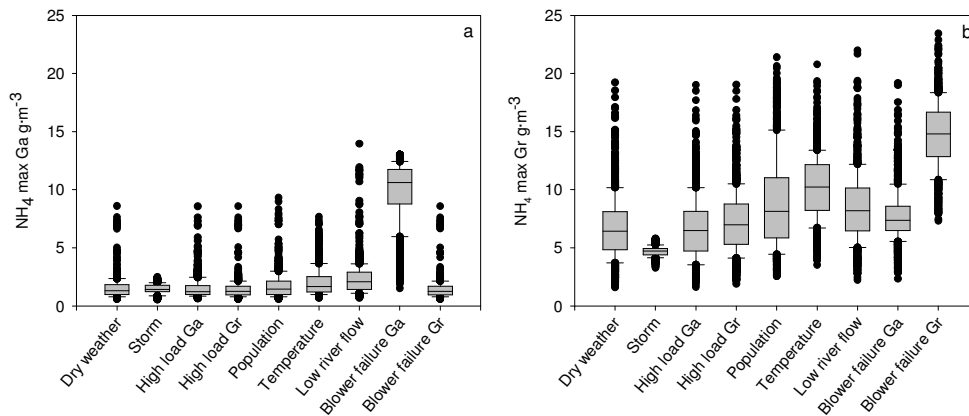 a
25
20
15
10
5
0
NH4 max Ga g·m-3
Dry weather
Storm
High load Ga
High load Gr
Population
Temperature
Low river flow
Blower failure Ga
Blower failure Gr
b
25
20
15
10
5
0
NH4 max Gr g·m-3
Dry weather
Storm
High load Ga
High load Gr
Population
Temperature
Low river flow
Blower failure Ga
Blower failure Gr